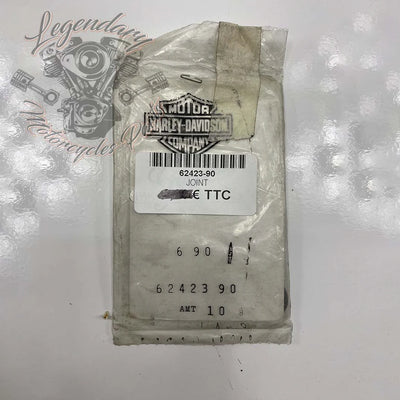 Legendary
Motorcycles
MOTOR
HARLEY-DAVIDSON
COMPANY
62423-90
JOINT
€ TTC
6 90
62423 90
AMT 10